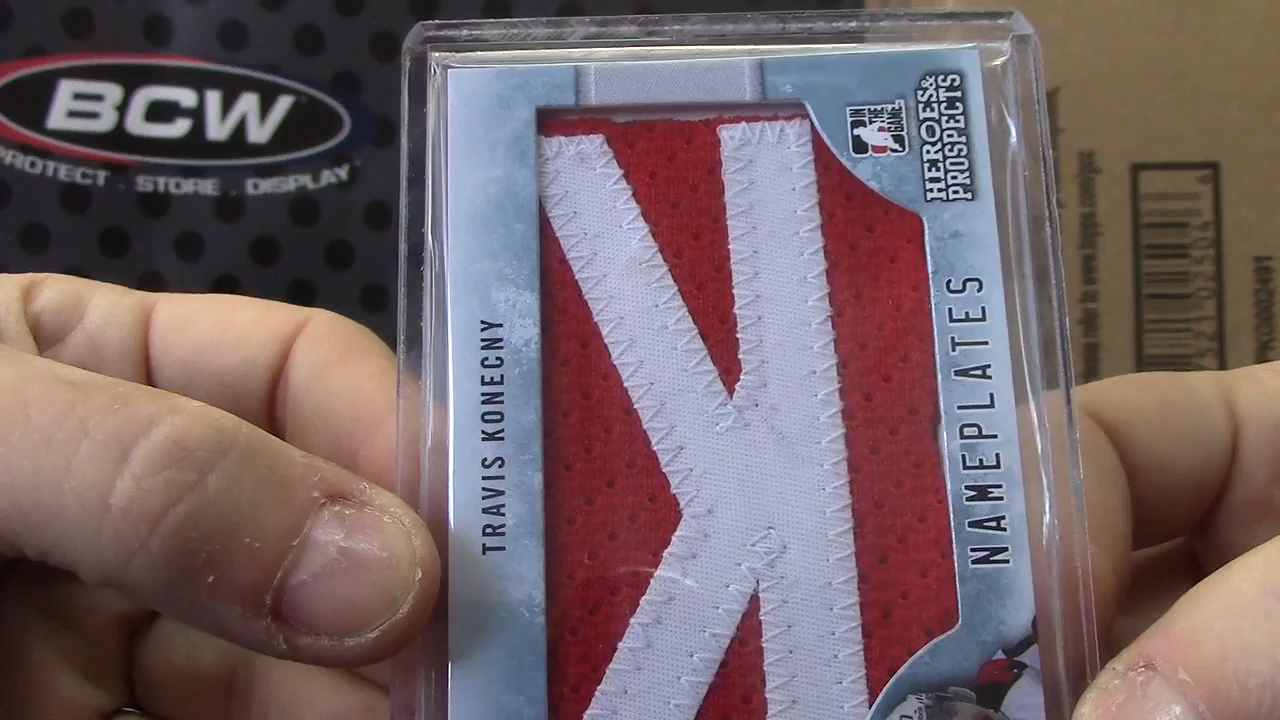 BCW
PROTECT . STORE . DISPLAY
IN
THE
GAME
HEROES&
PROSPECTS
TRAVIS KONECNY
NAMEPLATES
K